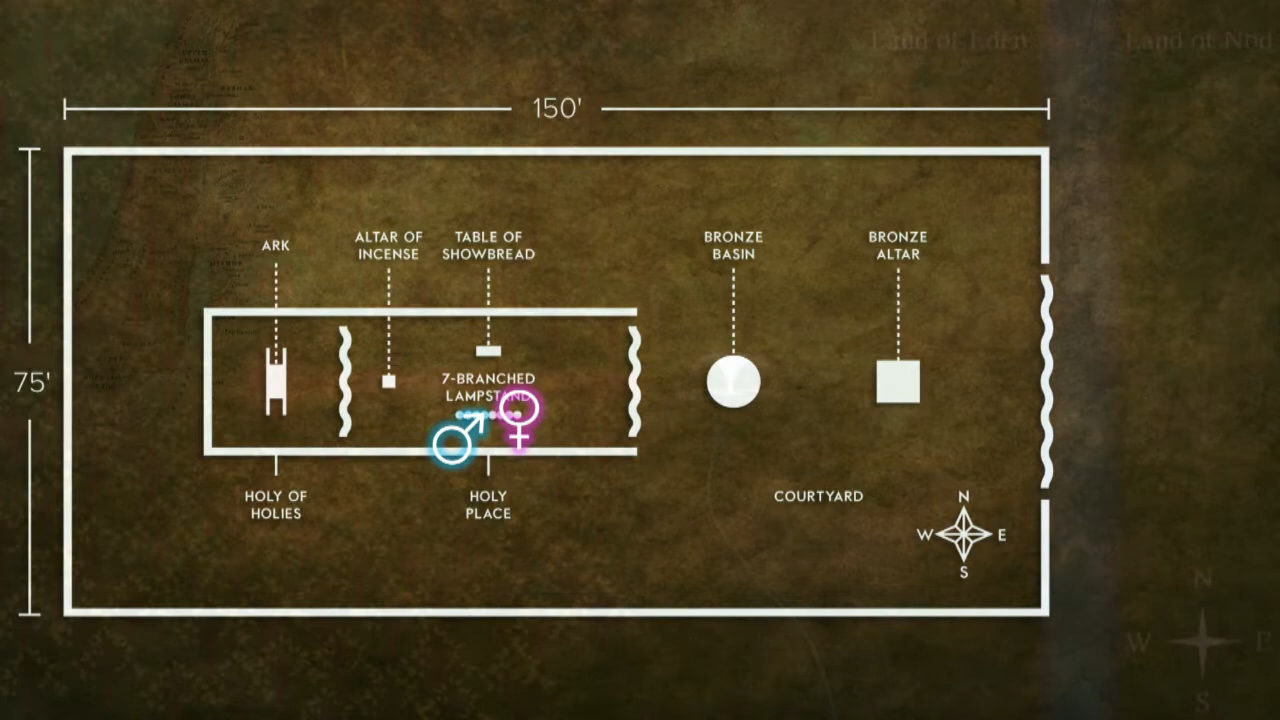 Land of Eden
Land of Nod
150'
75'
ARK
ALTAR OF
INCENSE
TABLE OF
SHOWBREAD
BRONZE
BASIN
BRONZE
ALTAR
7-BRANCHED
LAMPSTAND
HOLY OF
HOLIES
HOLY
PLACE
COURTYARD
N
W
E
S
N
W
E
S